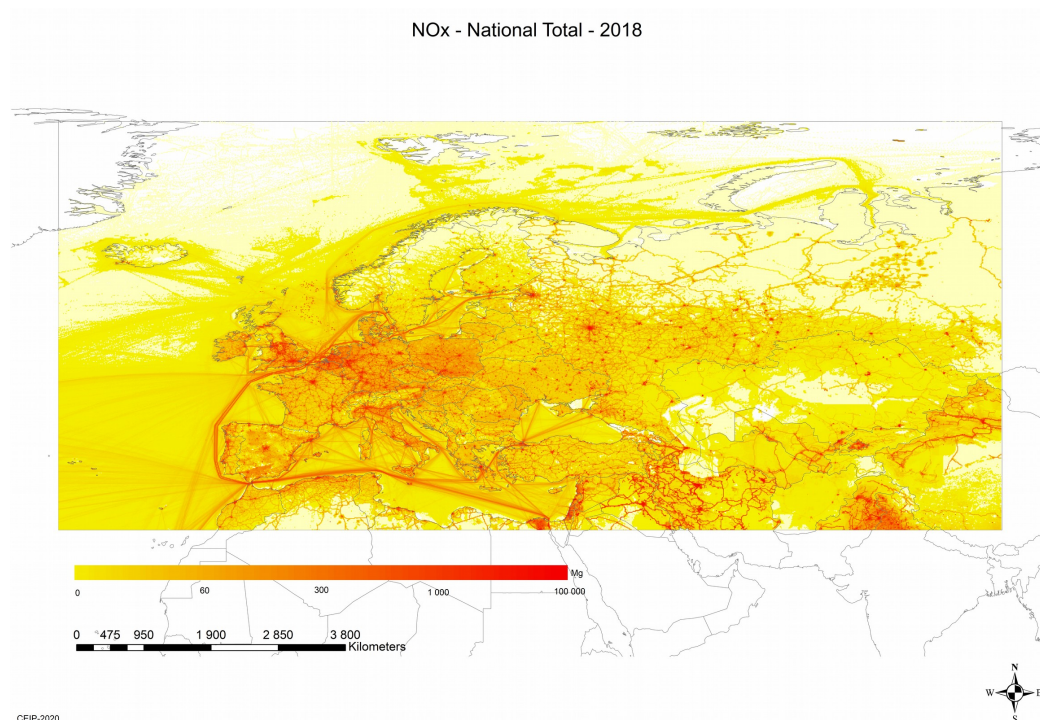 NOx - National Total - 2018
Mg
0 60 300 1 000 100 000
0 475 950 1 900 2 850 3 800
Kilometers
N
W E
S
CEIP-2020